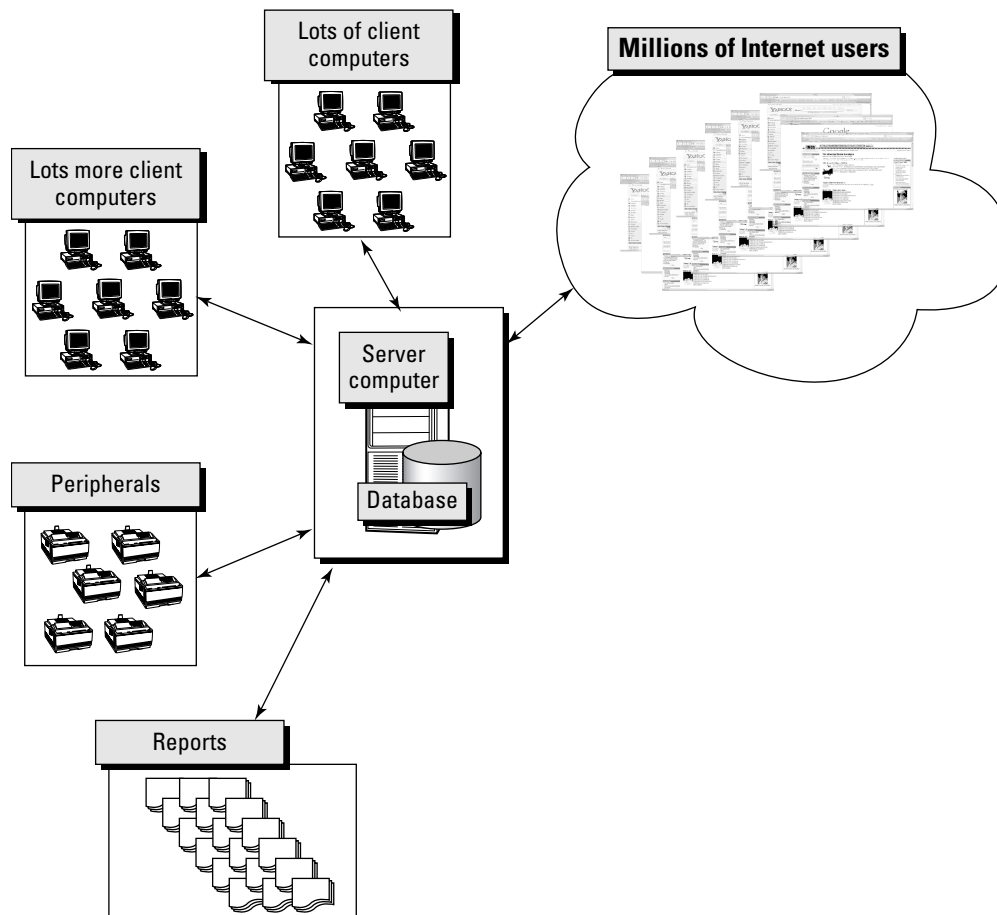 Lots of client
computers
Millions of Internet users
Lots more client
computers
Server
computer
Database
Peripherals
Reports